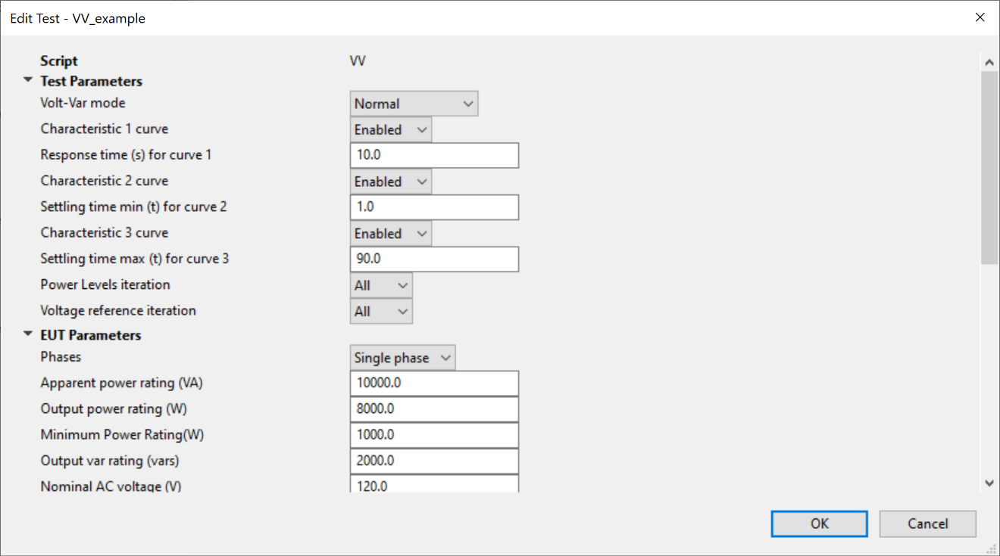 Edit Test - VV_example
Script VV
Test Parameters
Volt-Var mode Normal
Characteristic 1 curve Enabled
Response time (s) for curve 1 10.0
Characteristic 2 curve Enabled
Settling time min (t) for curve 2 1.0
Characteristic 3 curve Enabled
Settling time max (t) for curve 3 90.0
Power Levels iteration All
Voltage reference iteration All
EUT Parameters
Phases Single phase
Apparent power rating (VA) 10000.0
Output power rating (W) 8000.0
Minimum Power Rating(W) 1000.0
Output var rating (vars) 2000.0
Nominal AC voltage (V) 120.0
OK Cancel